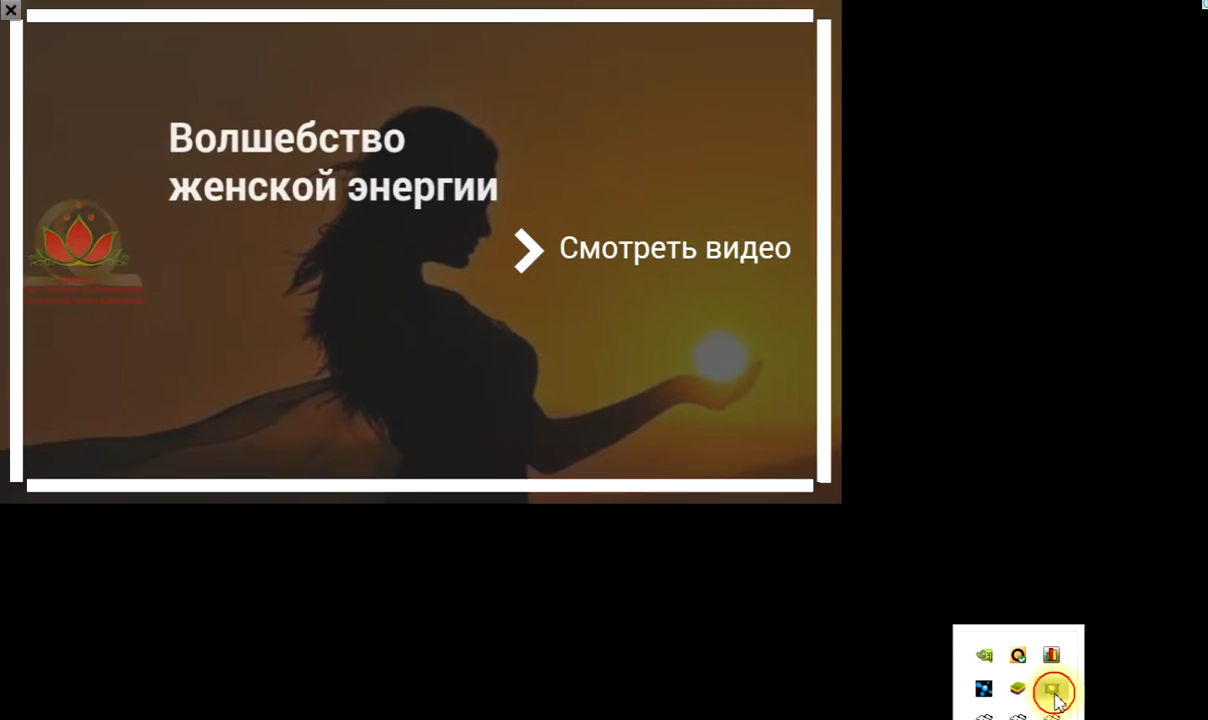 Волшебство
женской энергии
Смотреть видео